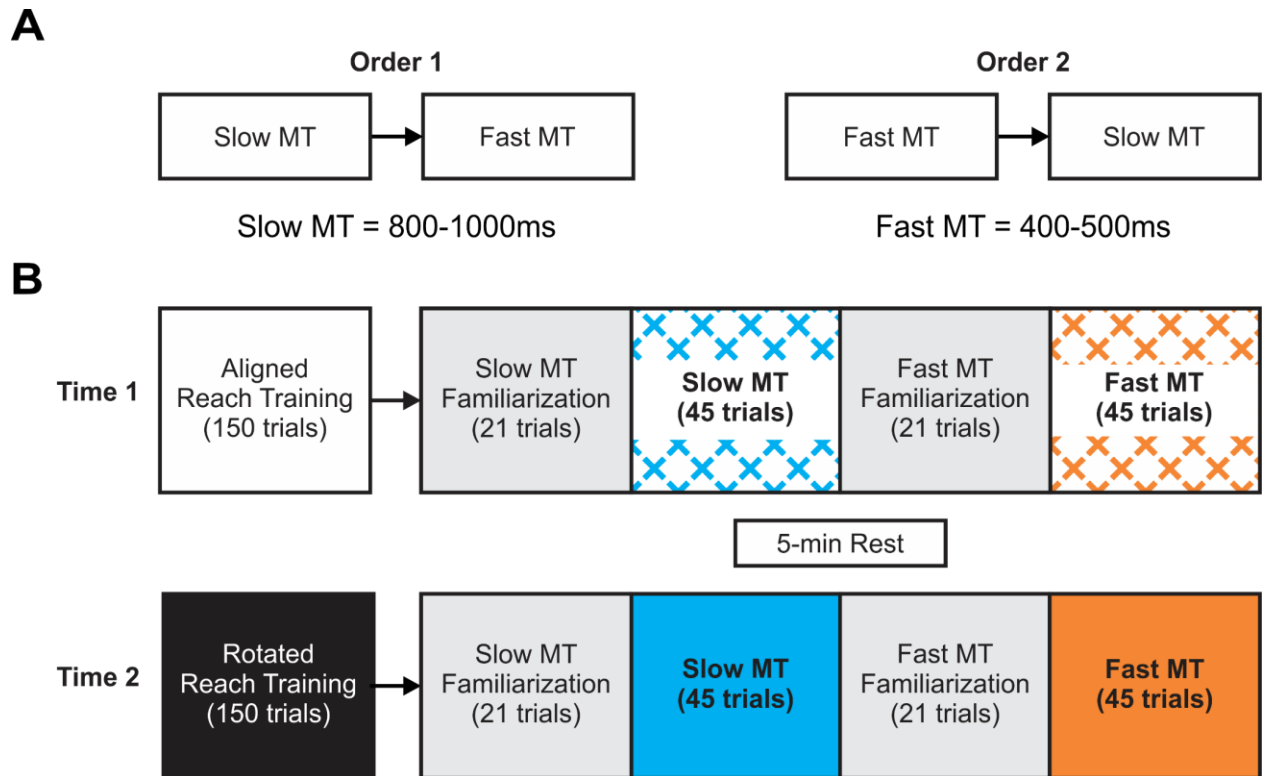 A
Order 1
Order 2
Slow MT
Fast MT
Fast MT
Slow MT
Slow MT = 800-1000ms
Fast MT = 400-500ms
B
Time 1
Aligned
Reach Training
(150 trials)
Slow MT
Familiarization
(21 trials)
Slow MT
(45 trials)
Fast MT
Familiarization
(21 trials)
Fast MT
(45 trials)
5-min Rest
Time 2
Rotated
Reach Training
(150 trials)
Slow MT
Familiarization
(21 trials)
Slow MT
(45 trials)
Fast MT
Familiarization
(21 trials)
Fast MT
(45 trials)